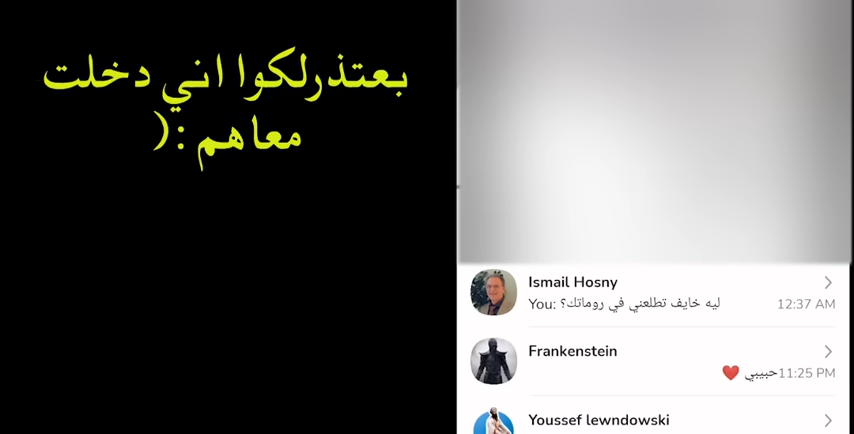 بعتذرلكوا اني دخلت
معاهم :(
Ismail Hosny
You: ليه خايف تطلعني في روماتك؟ 12:37 AM
Frankenstein
حبيبي ❤️ 11:25 PM
Youssef lewndowski